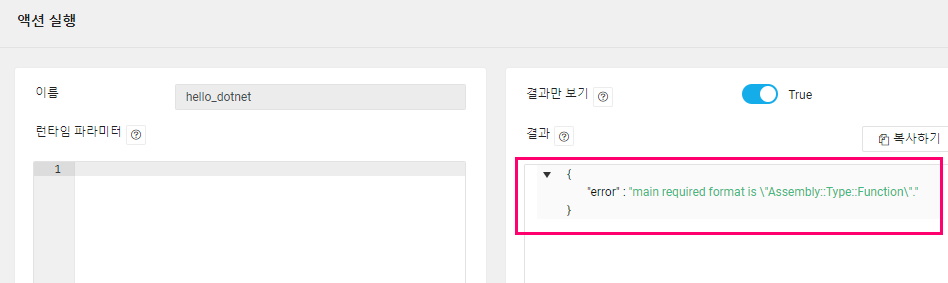 액션 실행
이름
hello_dotnet
런타임 파라미터
1
결과만 보기
True
결과
복사하기
{
"error" : "main required format is \"Assembly::Type::Function\"."
}